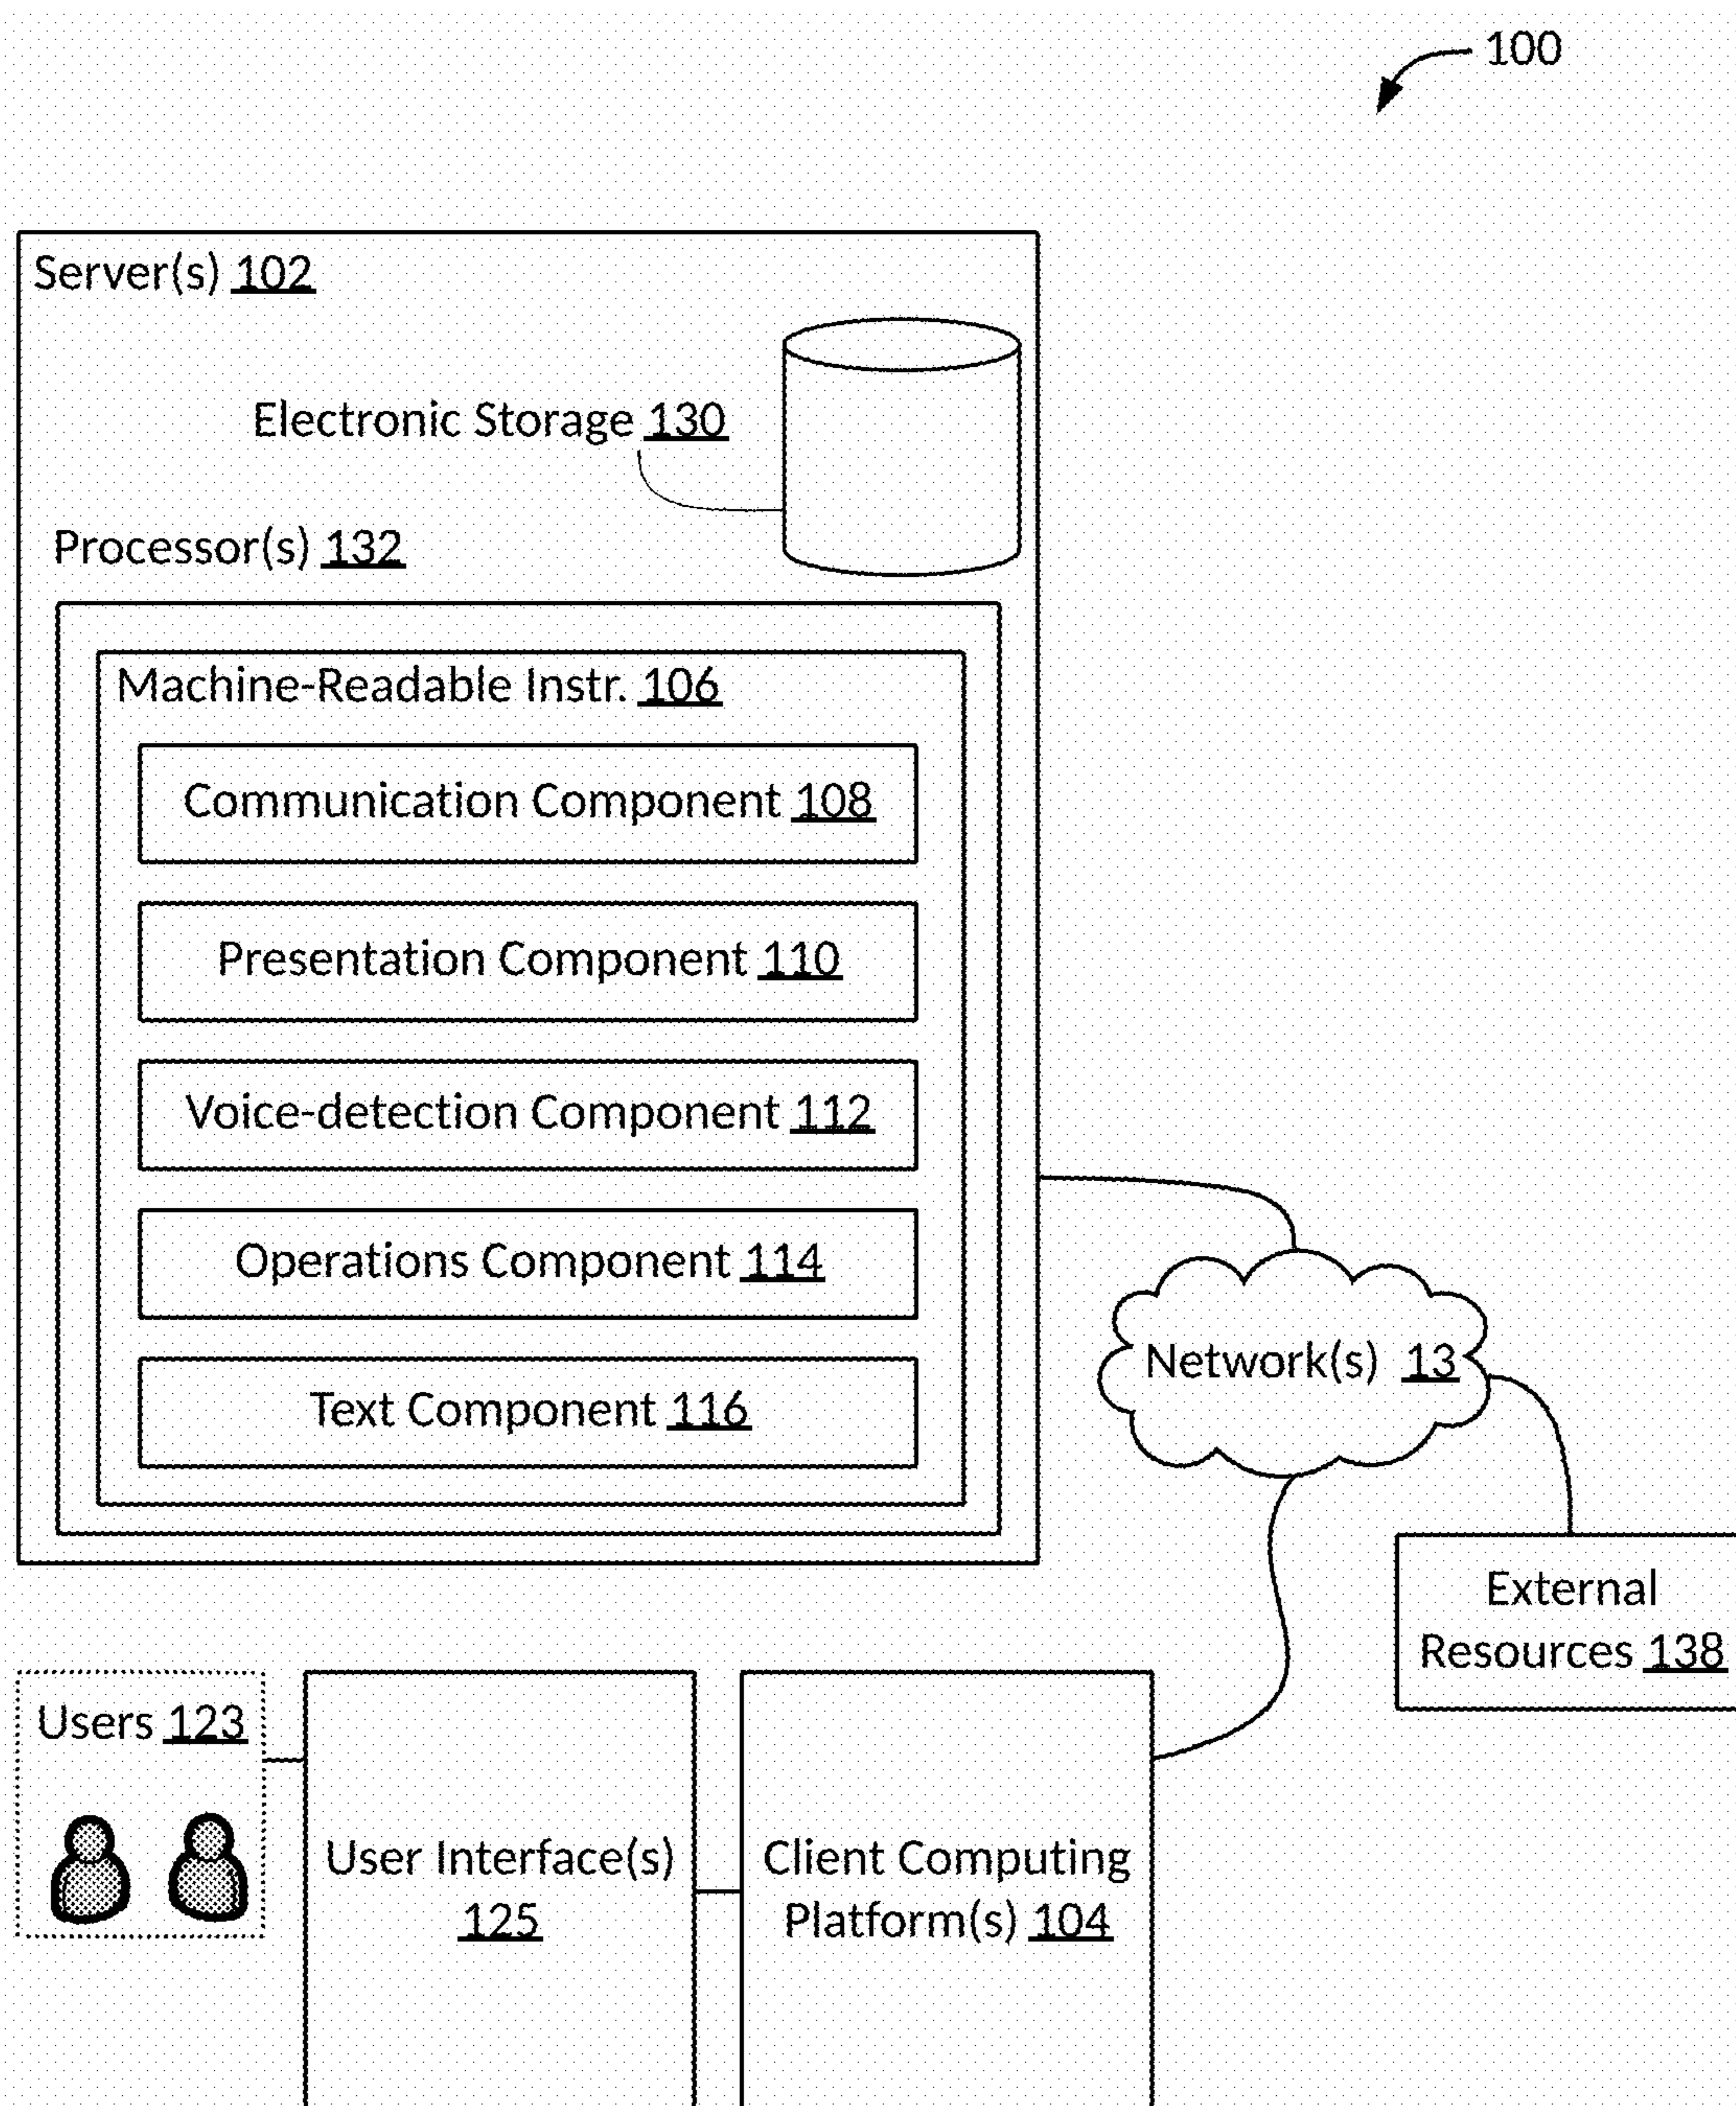 100
Server(s) 102
Electronic Storage 130
Processor(s) 132
Machine-Readable Instr. 106
Communication Component 108
Presentation Component 110
Voice-detection Component 112
Operations Component 114
Text Component 116
Network(s) 13
External
Resources 138
Users 123
User Interface(s)
125
Client Computing
Platform(s) 104